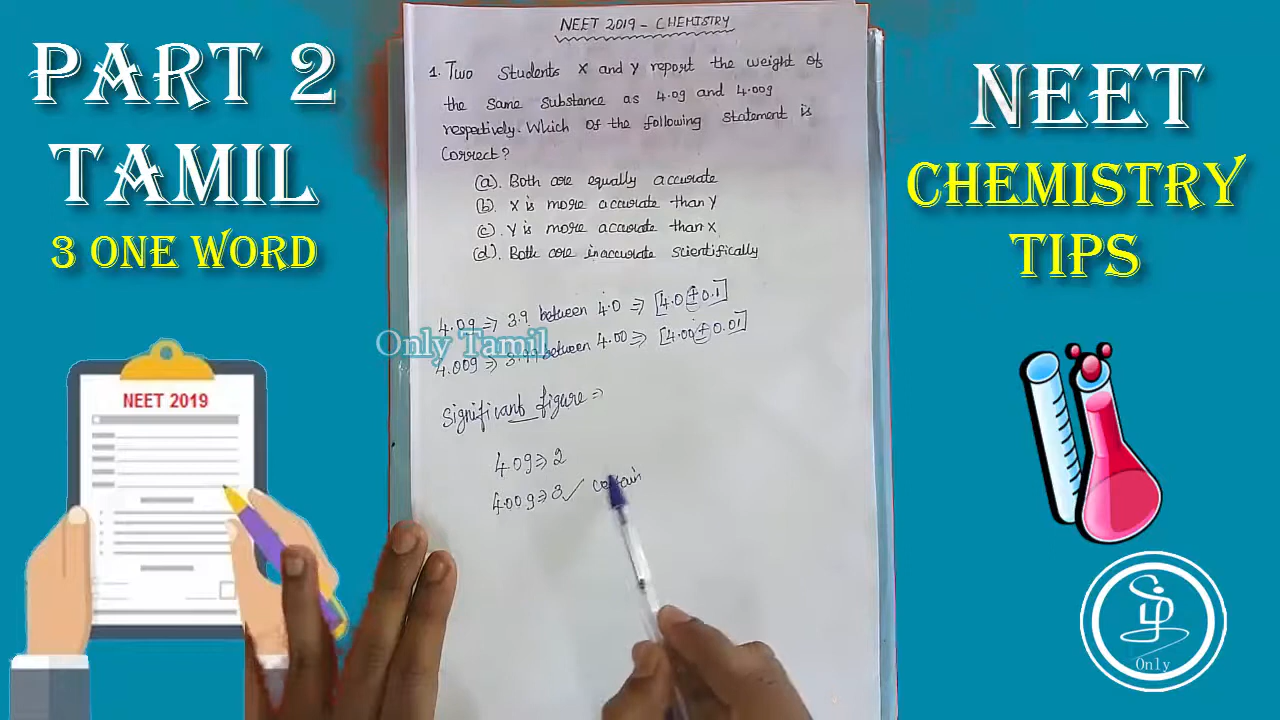 PART 2
TAMIL
3 ONE WORD
NEET 2019
NEET 2019 - CHEMISTRY
1. Two Students X and Y report the weight of
the same substance as 4.0g and 4.00g
respectively. Which of the following statement is
Correct?
(a). Both are equally accurate
(b). X is more accurate than Y
(c). Y is more accurate than X
(d). Both are inaccurate scientifically
4.0g ⇒ 3.9 between 4.0 ⇒ [4.0 ± 0.1]
4.00g ⇒ 3.99 between 4.00 ⇒ [4.00 ± 0.01]
Only Tamil
Significant figure ⇒
4.0g ⇒ 2
4.00g ⇒ 3 ✓
NEET
CHEMISTRY
TIPS
Only